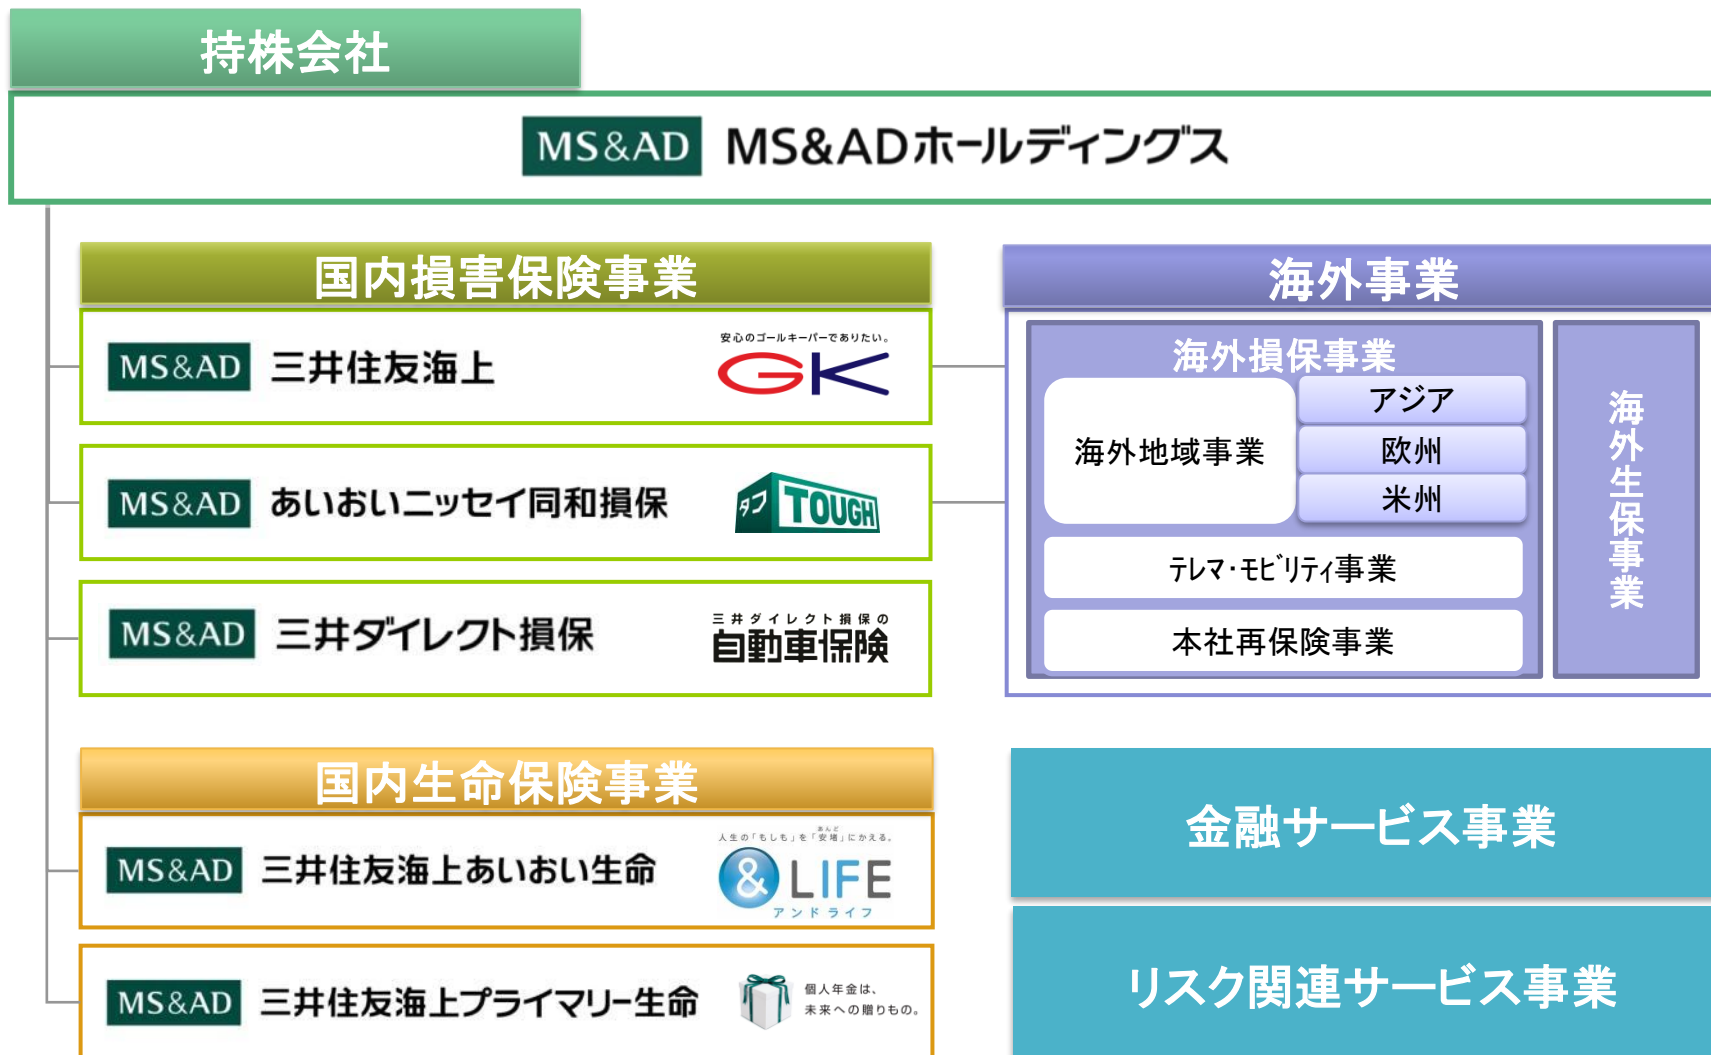 持株会社
MS&AD MS&ADホールディングス
国内損害保険事業
MS&AD 三井住友海上
安心のゴールキーパーでありたい。
GK
MS&AD あいおいニッセイ同和損保
タフ TOUGH
MS&AD 三井ダイレクト損保
三井ダイレクト損保の
自動車保険
海外事業
海外損保事業
海外地域事業
アジア
欧州
米州
テレマ・モビリティ事業
本社再保険事業
海外生保事業
国内生命保険事業
MS&AD 三井住友海上あいおい生命
あんど
人生の「もしも」を「安堵」にかえる。
& LIFE
アンドライフ
MS&AD 三井住友海上プライマリー生命
個人年金は、
未来への贈りもの。
金融サービス事業
リスク関連サービス事業